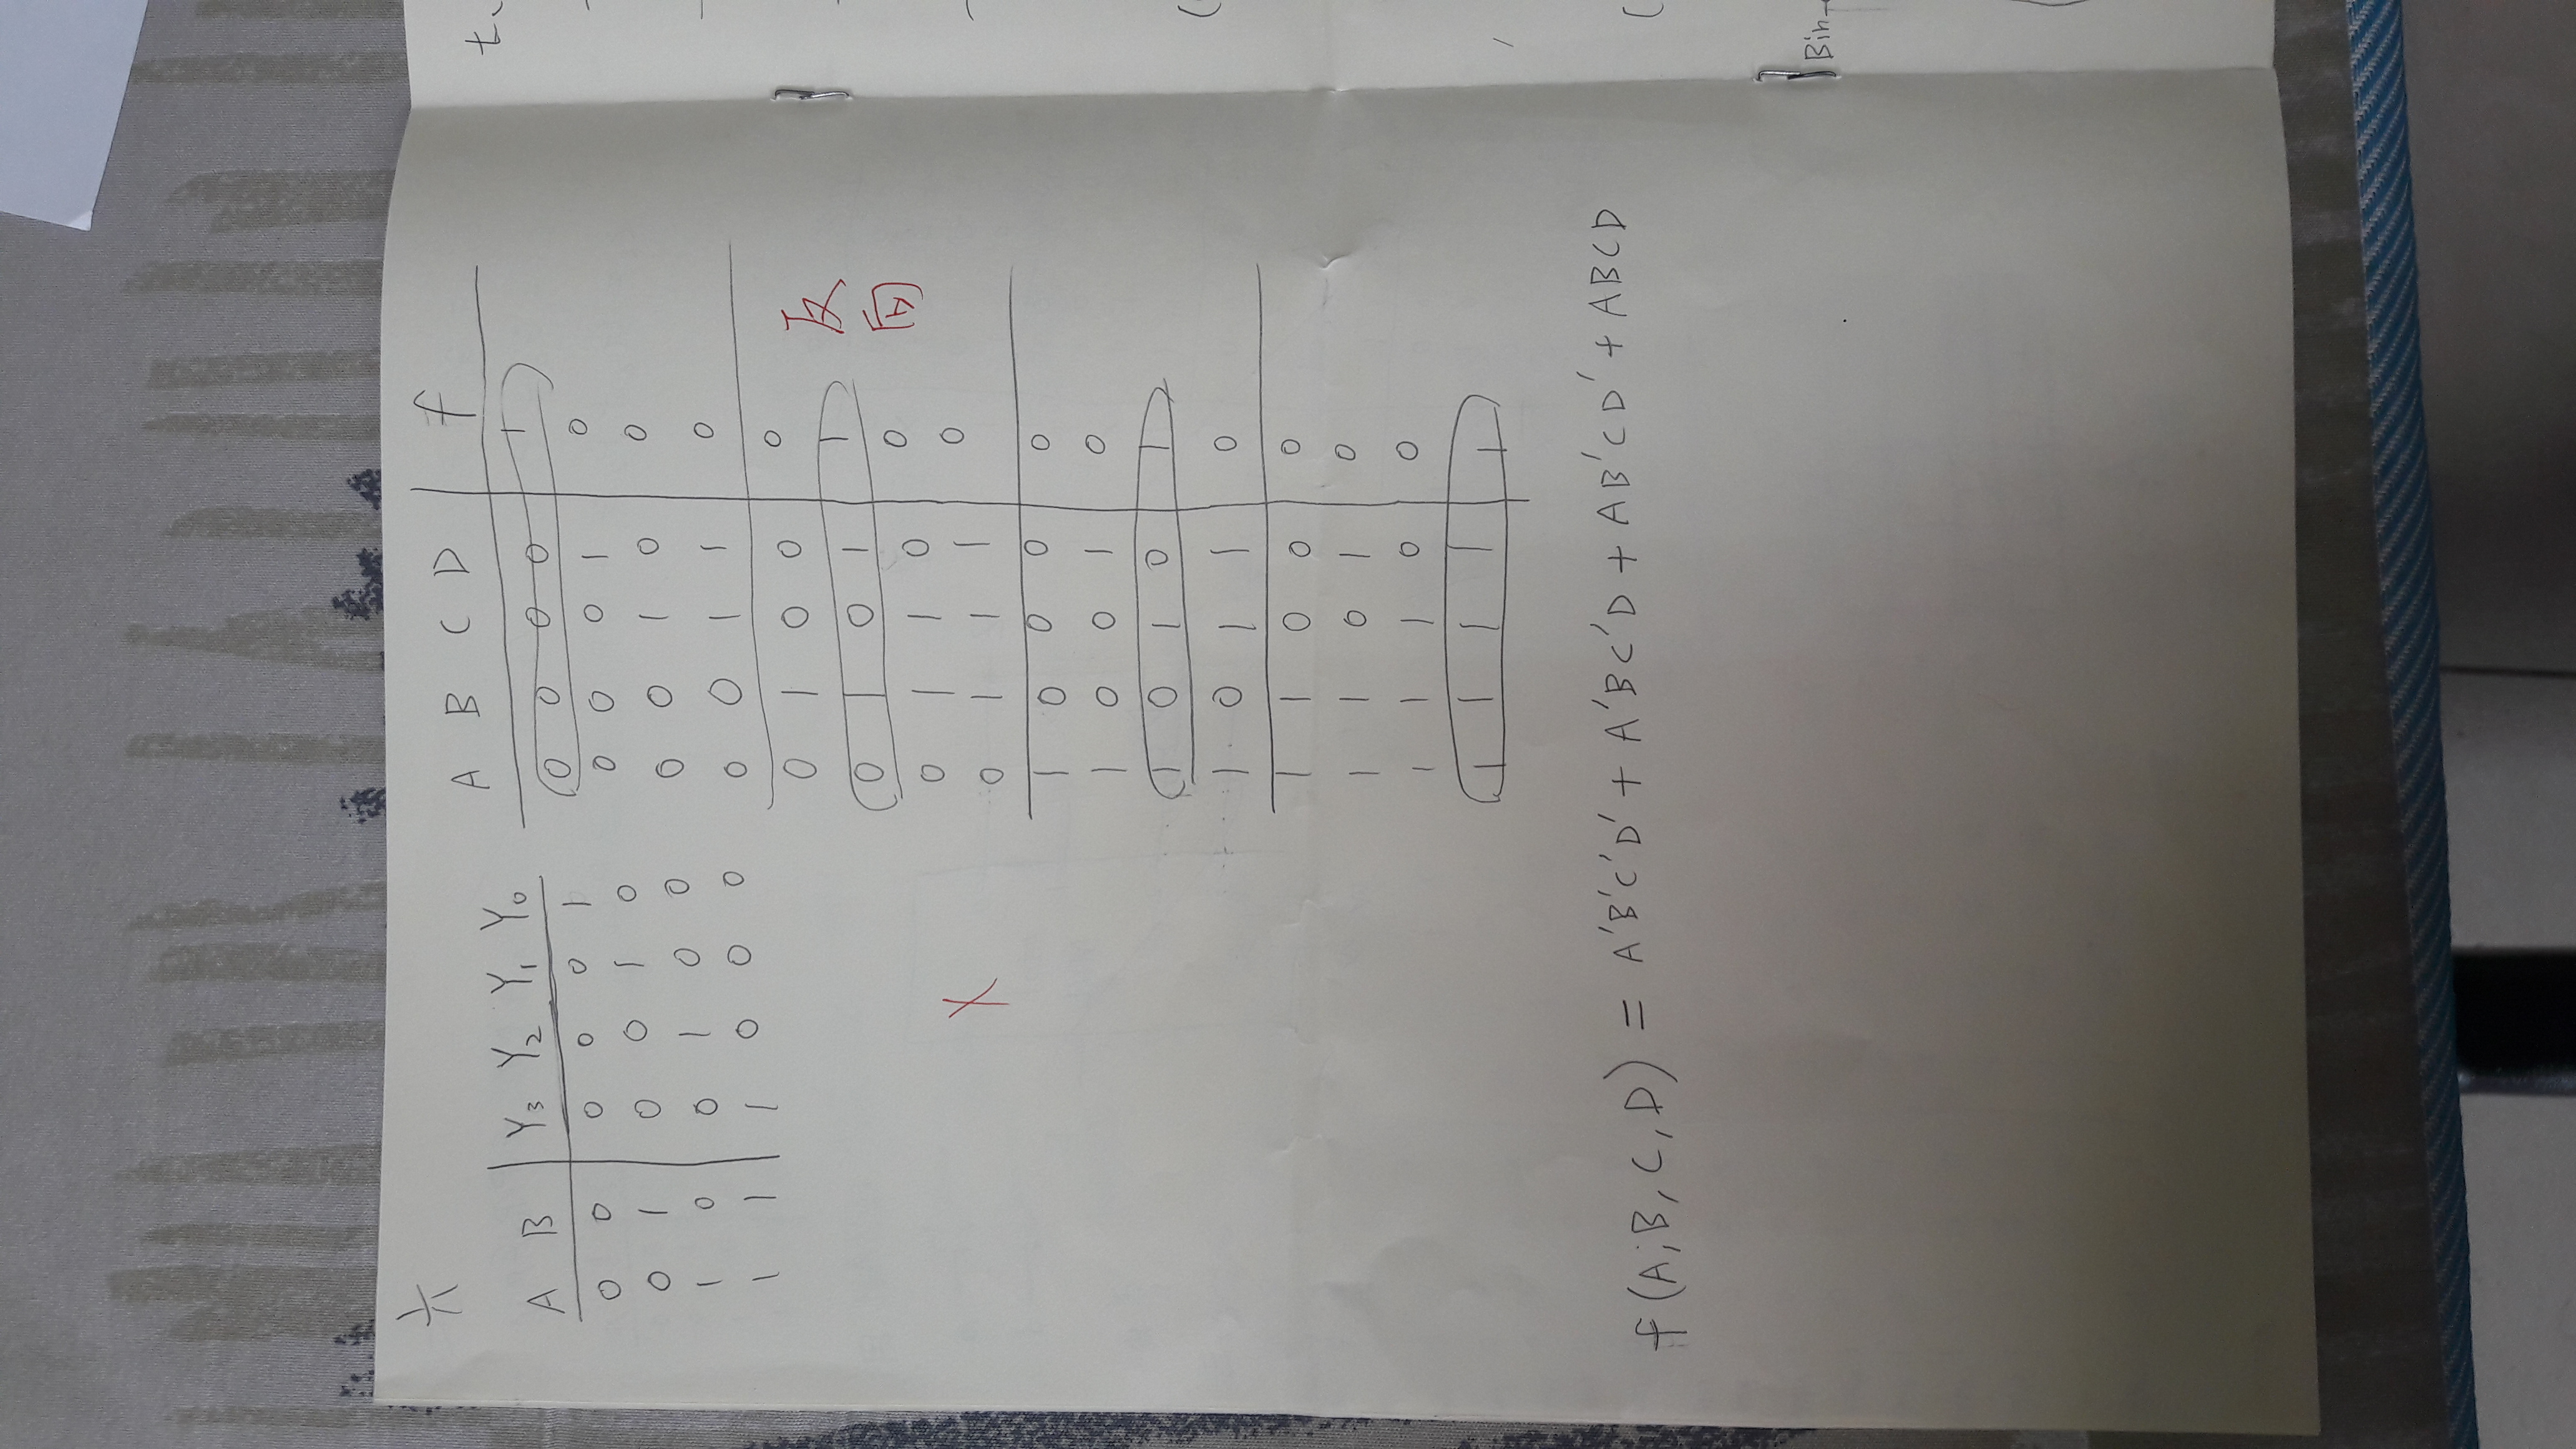 六
A B Y₃ Y₂ Y₁ Y₀
0 0 0 0 0 1
0 1 0 0 1 0
1 0 0 1 0 0
1 1 1 0 0 0
X
A B C D f
0 0 0 0 1
0 0 0 1 0
0 0 1 0 0
0 0 1 1 0
0 1 0 0 0
0 1 0 1 1
0 1 1 0 0
0 1 1 1 0
1 0 0 0 0
1 0 0 1 0
1 0 1 0 1
1 0 1 1 0
1 1 0 0 0
1 1 0 1 0
1 1 1 0 0
1 1 1 1 1
反
向
f(A,B,C,D) = A'B'C'D' + A'BC'D + AB'CD' + ABCD
七、
Bin